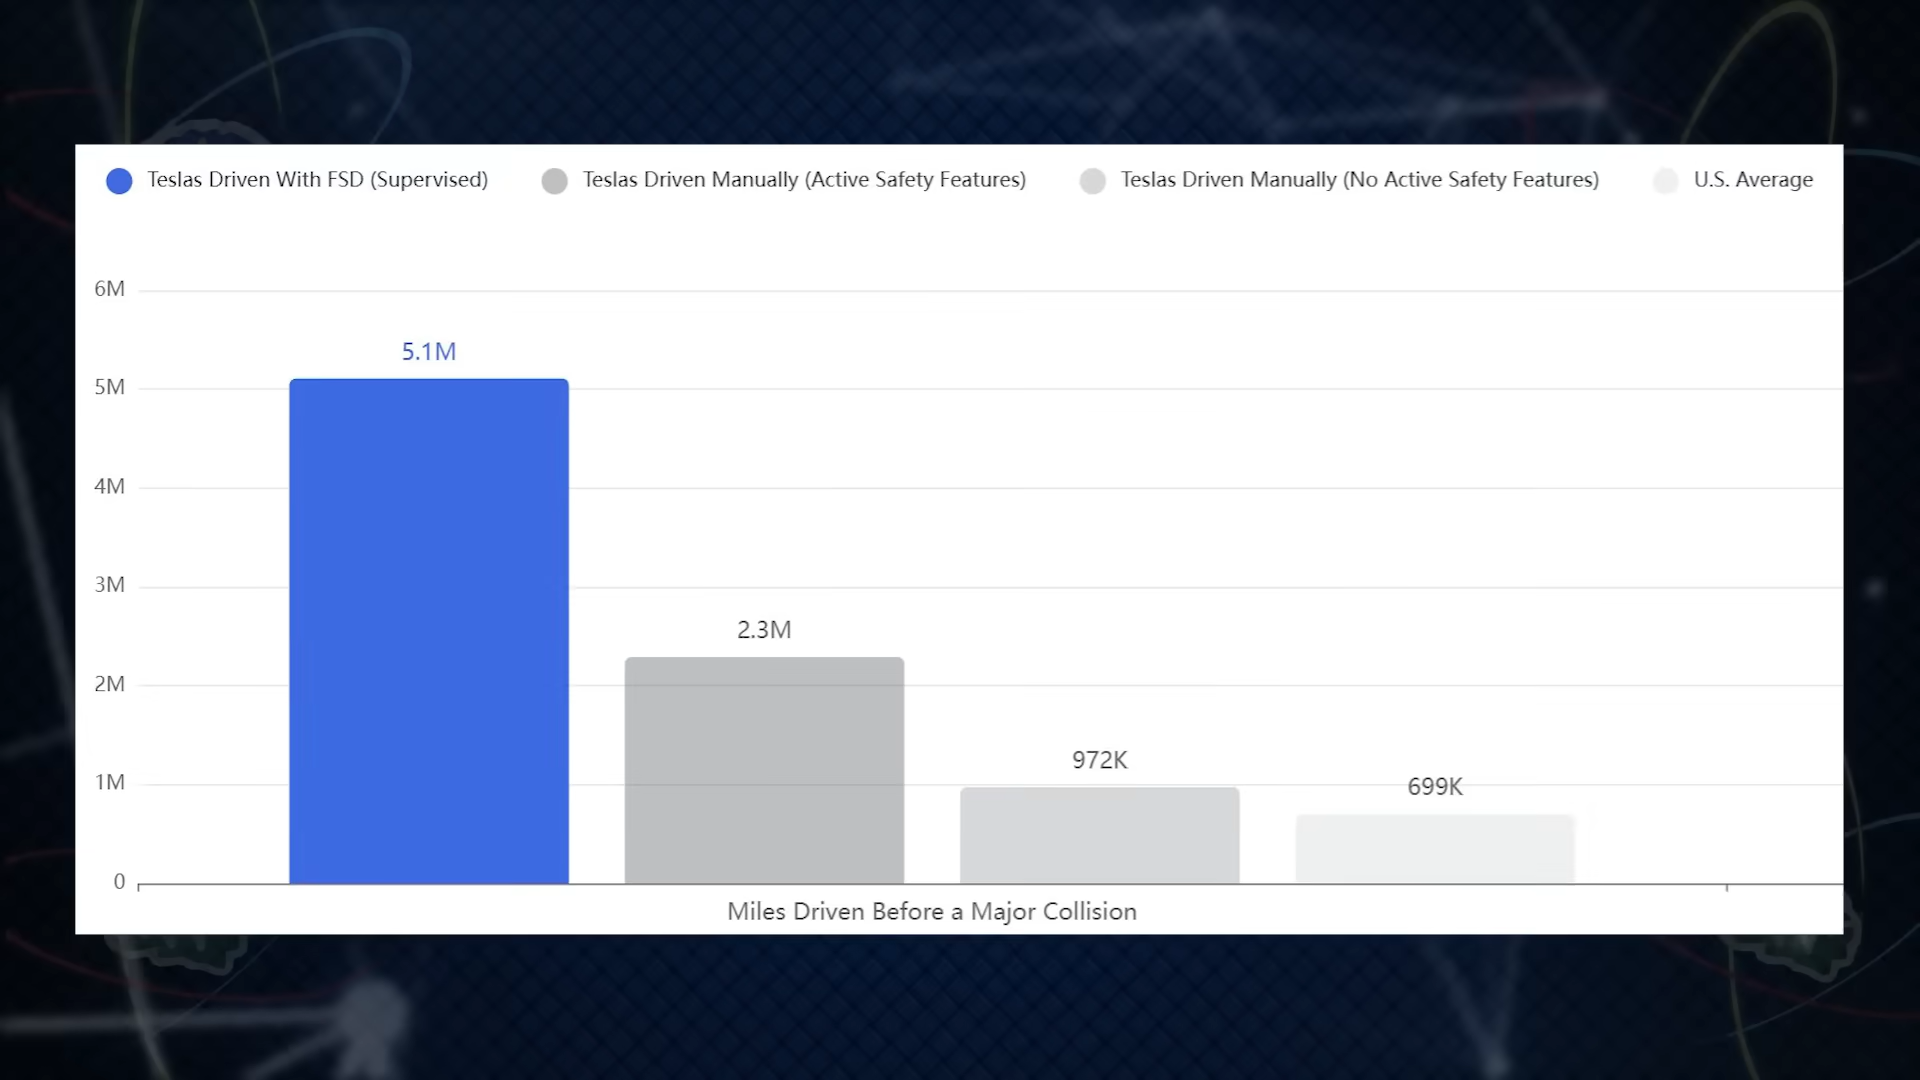 Teslas Driven With FSD (Supervised)
Teslas Driven Manually (Active Safety Features)
Teslas Driven Manually (No Active Safety Features)
U.S. Average
6M
5.1M
5M
4M
3M
2.3M
2M
972K
1M
699K
0
Miles Driven Before a Major Collision